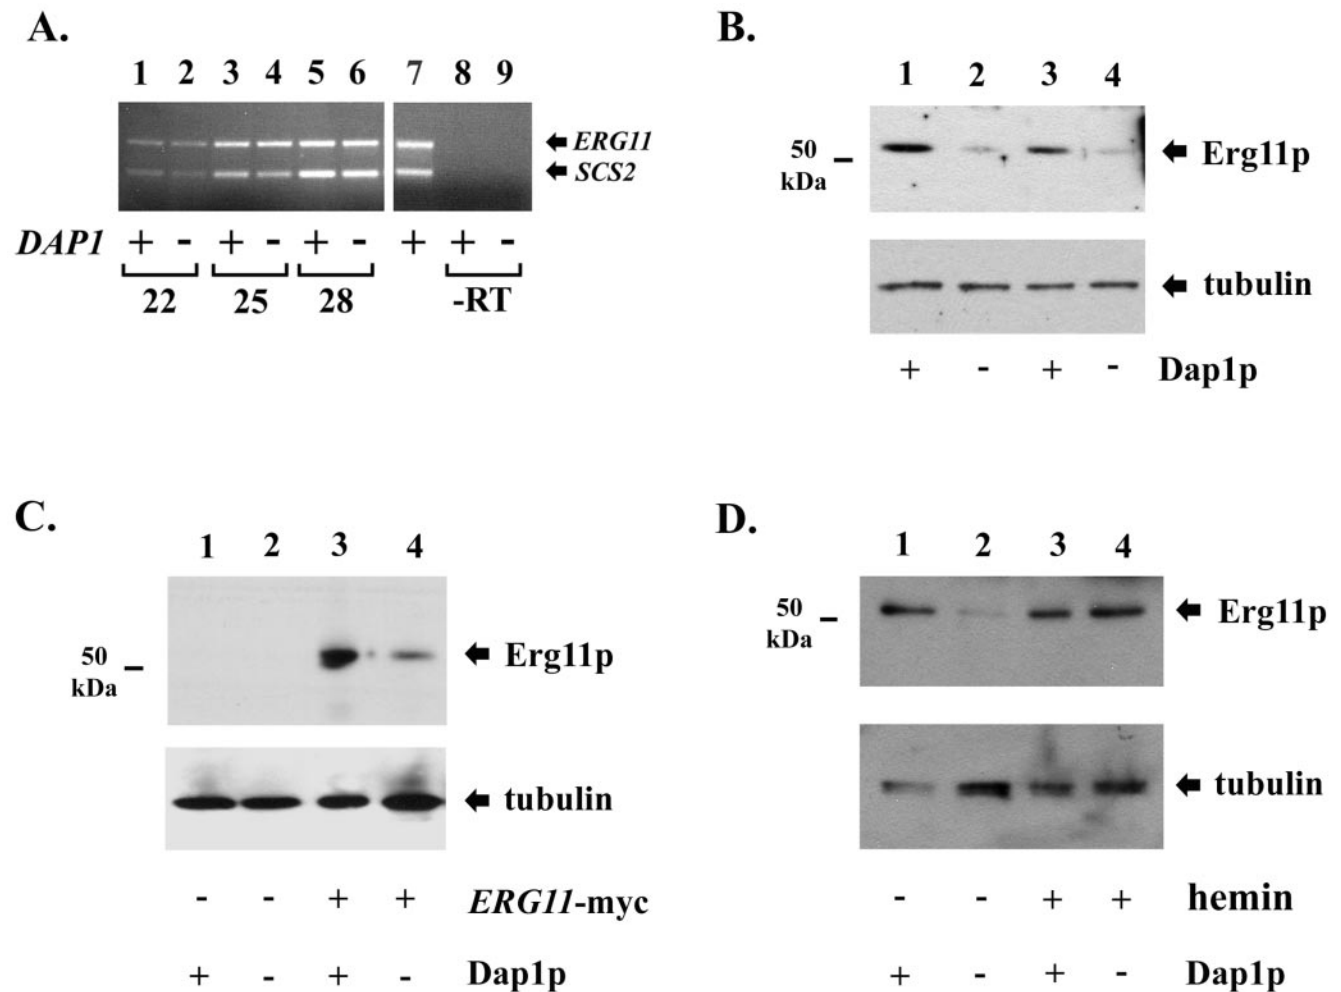 A.
1 2 3 4 5 6 7 8 9
ERG11
SCS2
DAP1 + - + - + - + + -
22 25 28 -RT
B.
1 2 3 4
50
kDa
Erg11p
tubulin
+ - + - Dap1p
C.
1 2 3 4
50
kDa
Erg11p
tubulin
- - + + ERG11-myc
+ - + - Dap1p
D.
1 2 3 4
50
kDa
Erg11p
tubulin
- - + + hemin
+ - + - Dap1p